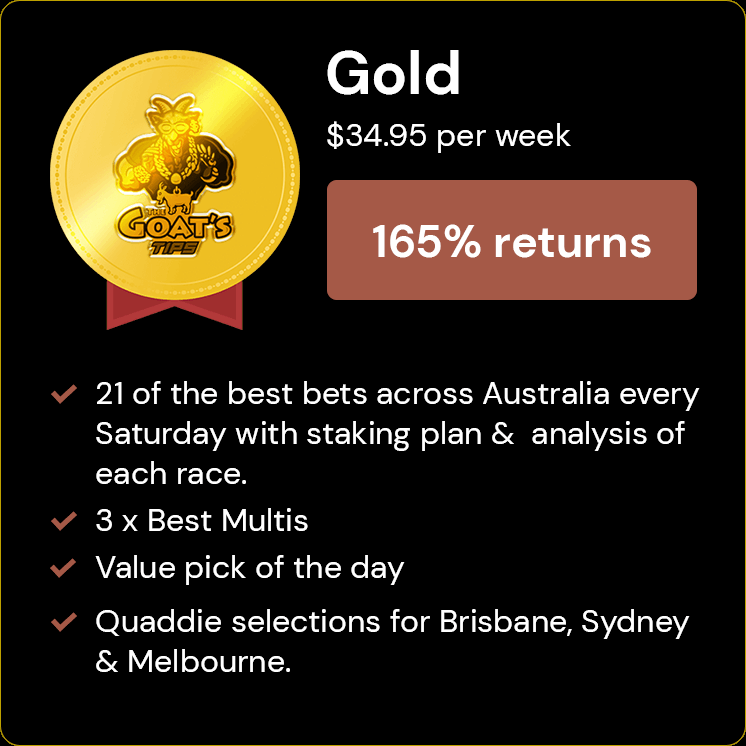 Gold
$34.95 per week
THE
GOAT'S
TIPS
165% returns
21 of the best bets across Australia every
Saturday with staking plan & analysis of
each race.
3 x Best Multis
Value pick of the day
Quaddie selections for Brisbane, Sydney
& Melbourne.